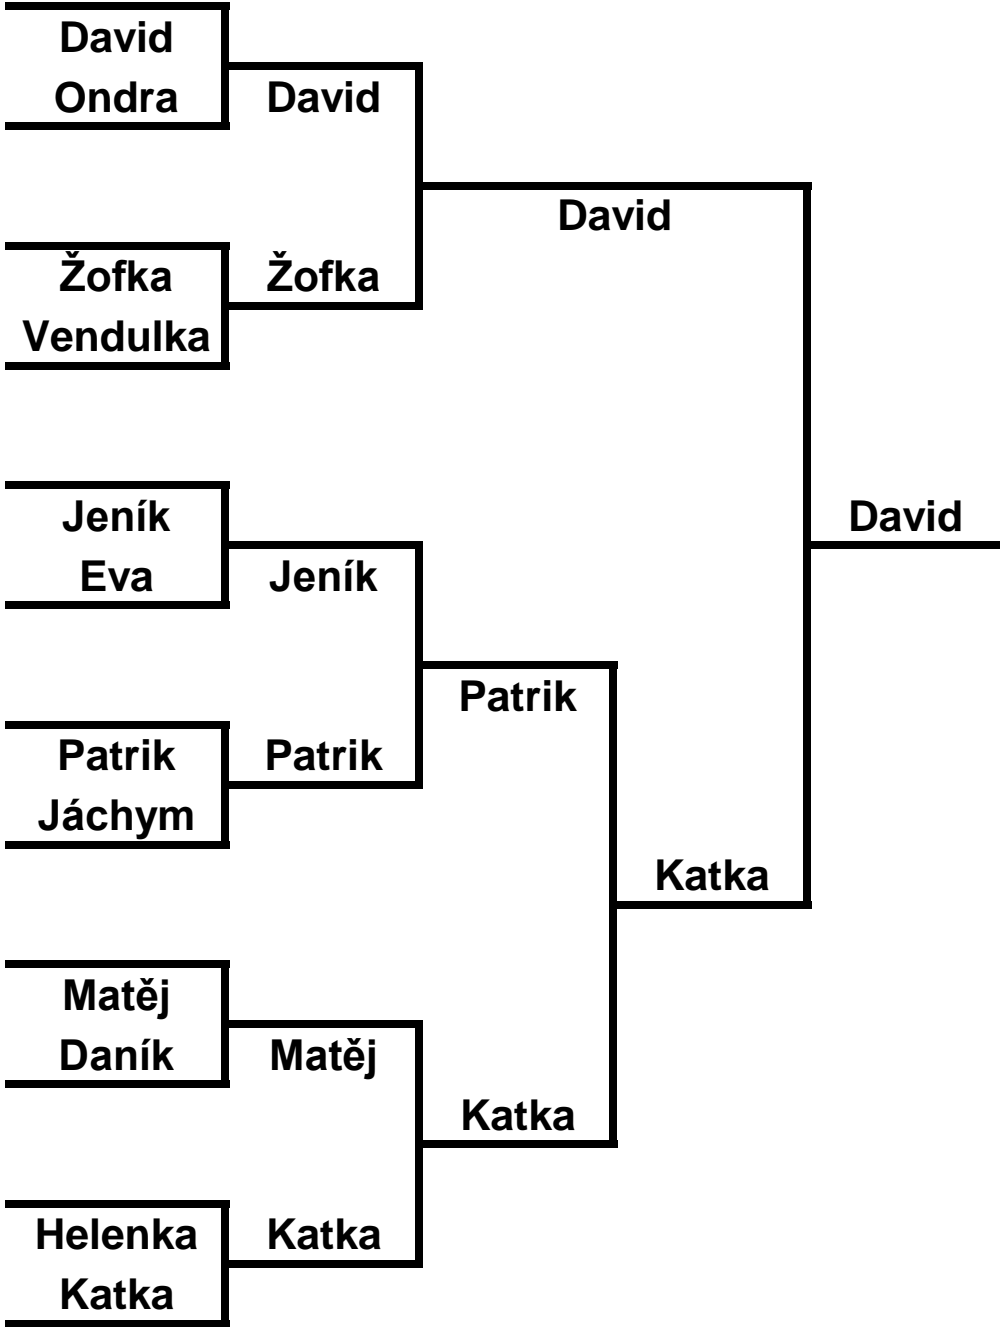 David
Ondra
David
David
Žofka
Žofka
Vendulka
Jeník
David
Eva
Jeník
Patrik
Patrik
Patrik
Jáchym
Katka
Matěj
Daník
Matěj
Katka
Helenka
Katka
Katka